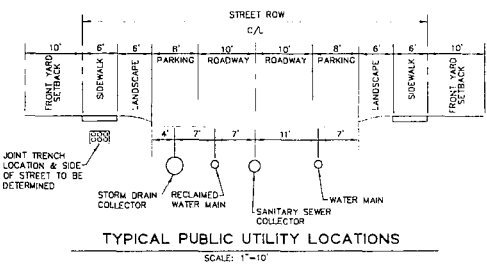 STREET ROW
C/L
10' 6' 6' 8' 10' 10' 8' 6' 6' 10'
PARKING ROADWAY ROADWAY PARKING
FRONT YARD
SETBACK
SIDEWALK
LANDSCAPE
LANDSCAPE
SIDEWALK
FRONT YARD
SETBACK
4' 7' 7' 11' 7'
JOINT TRENCH
LOCATION & SIDE
OF STREET TO BE
DETERMINED
STORM DRAIN
COLLECTOR
RECLAIMED
WATER MAIN
SANITARY SEWER
COLLECTOR
WATER MAIN
TYPICAL PUBLIC UTILITY LOCATIONS
SCALE: 1"=10'